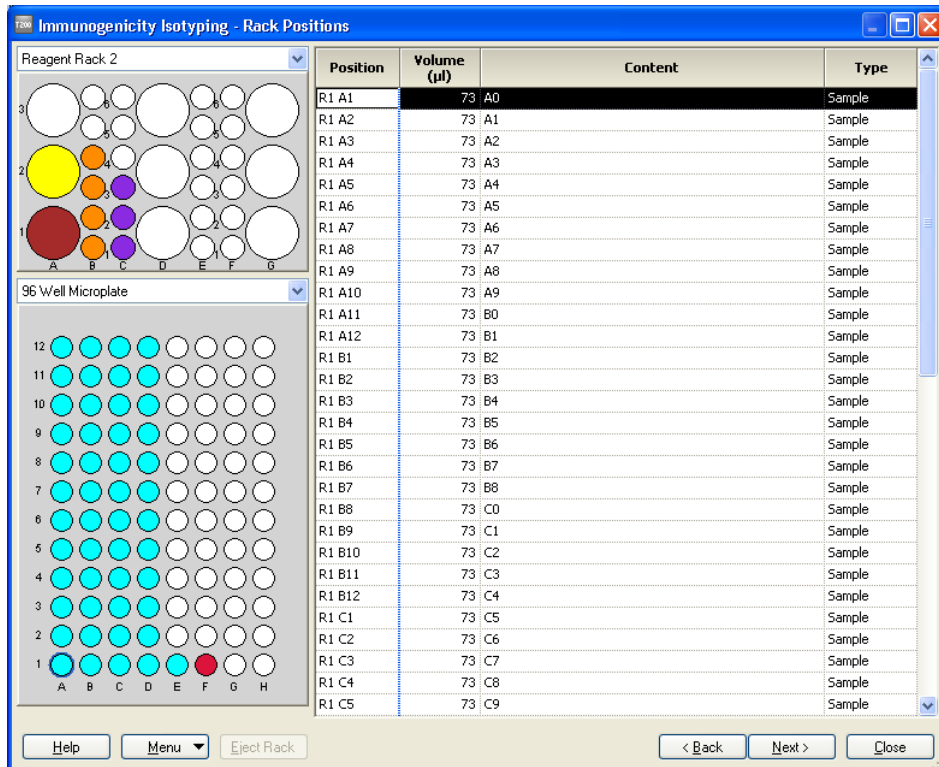 T200 Immunogenicity Isotyping - Rack Positions
Reagent Rack 2
3 6 6
5 5
2 4 4
3 3
1 2 2
1 1
A B C D E F G
96 Well Microplate
12
11
10
9
8
7
6
5
4
3
2
1
A B C D E F G H
Position Volume (µl) Content Type
R1 A1 73 A0 Sample
R1 A2 73 A1 Sample
R1 A3 73 A2 Sample
R1 A4 73 A3 Sample
R1 A5 73 A4 Sample
R1 A6 73 A5 Sample
R1 A7 73 A6 Sample
R1 A8 73 A7 Sample
R1 A9 73 A8 Sample
R1 A10 73 A9 Sample
R1 A11 73 B0 Sample
R1 A12 73 B1 Sample
R1 B1 73 B2 Sample
R1 B2 73 B3 Sample
R1 B3 73 B4 Sample
R1 B4 73 B5 Sample
R1 B5 73 B6 Sample
R1 B6 73 B7 Sample
R1 B7 73 B8 Sample
R1 B8 73 C0 Sample
R1 B9 73 C1 Sample
R1 B10 73 C2 Sample
R1 B11 73 C3 Sample
R1 B12 73 C4 Sample
R1 C1 73 C5 Sample
R1 C2 73 C6 Sample
R1 C3 73 C7 Sample
R1 C4 73 C8 Sample
R1 C5 73 C9 Sample
Help Menu Eject Rack < Back Next > Close